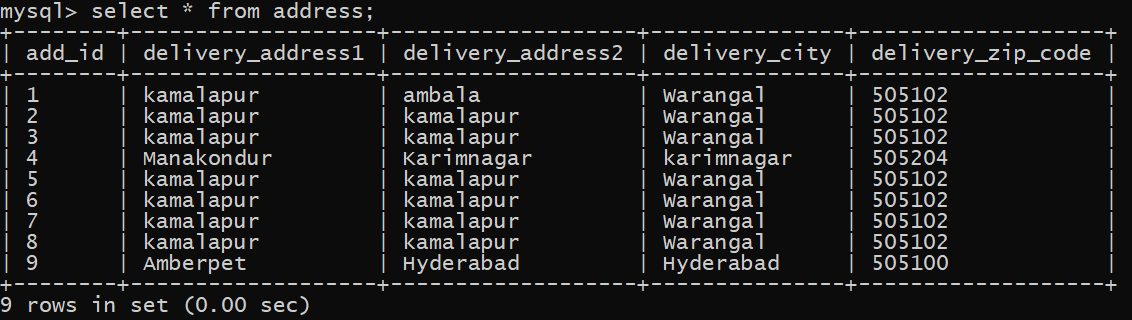 mysql> select * from address;
+--------+-------------------+-------------------+---------------+-------------------+
| add_id | delivery_address1 | delivery_address2 | delivery_city | delivery_zip_code |
+--------+-------------------+-------------------+---------------+-------------------+
| 1      | kamalapur         | ambala            | Warangal      | 505102            |
| 2      | kamalapur         | kamalapur         | Warangal      | 505102            |
| 3      | kamalapur         | kamalapur         | Warangal      | 505102            |
| 4      | Manakondur        | Karimnagar        | karimnagar    | 505204            |
| 5      | kamalapur         | kamalapur         | Warangal      | 505102            |
| 6      | kamalapur         | kamalapur         | Warangal      | 505102            |
| 7      | kamalapur         | kamalapur         | Warangal      | 505102            |
| 8      | kamalapur         | kamalapur         | Warangal      | 505102            |
| 9      | Amberpet          | Hyderabad         | Hyderabad     | 505100            |
+--------+-------------------+-------------------+---------------+-------------------+
9 rows in set (0.00 sec)